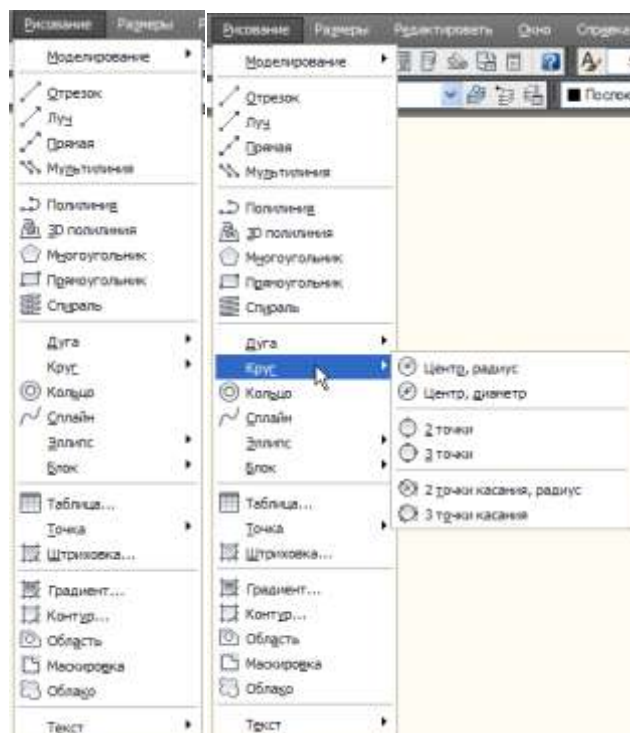 Рисование Размеры
Моделирование
Отрезок
Луч
Прямая
Мультилиния
Полилиния
3D полилиния
Многоугольник
Прямоугольник
Спираль
Дуга
Круг
Кольцо
Сплайн
Эллипс
Блок
Таблица...
Точка
Штриховка...
Градиент...
Контур...
Область
Маскировка
Облако
Текст
Рисование Размеры Редактировать Окно Справка
Моделирование
Отрезок
Луч
Прямая
Мультилиния
Полилиния
3D полилиния
Многоугольник
Прямоугольник
Спираль
Дуга
Круг
Кольцо
Сплайн
Эллипс
Блок
Таблица...
Точка
Штриховка...
Градиент...
Контур...
Область
Маскировка
Облако
Текст
Центр, радиус
Центр, диаметр
2 точки
3 точки
2 точки касания, радиус
3 точки касания